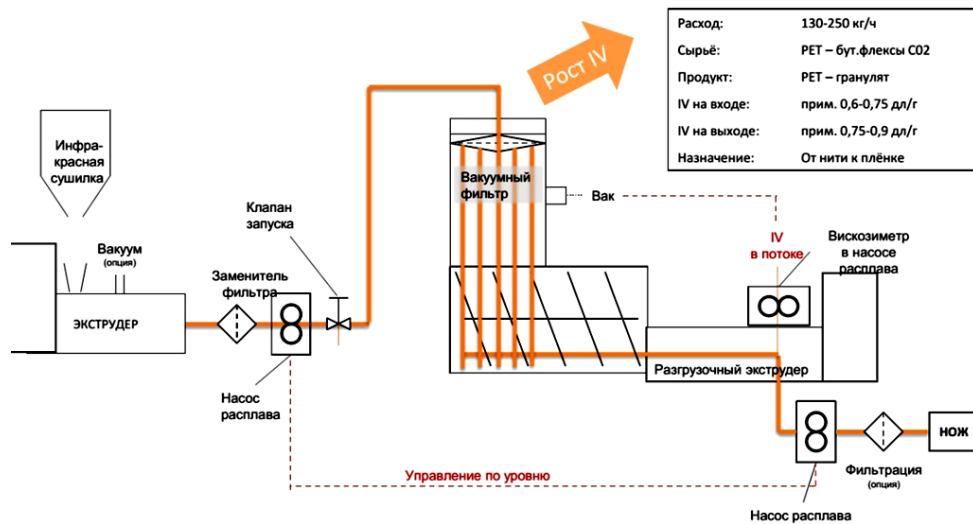 Расход: 130-250 кг/ч
Сырьё: PET – бут.флексы C02
Продукт: PET – гранулят
IV на входе: прим. 0,6-0,75 дл/г
IV на выходе: прим. 0,75-0,9 дл/г
Назначение: От нити к плёнке
Рост IV
Инфра-
красная
сушилка
Вакуум
(опция)
ЭКСТРУДЕР
Заменитель
фильтра
Клапан
запуска
Насос
расплава
Вакуумный
фильтр
Вак
IV
в потоке
Вискозиметр
в насосе
расплава
Разгрузочный экструдер
НОЖ
Фильтрация
(опция)
Насос расплава
Управление по уровню